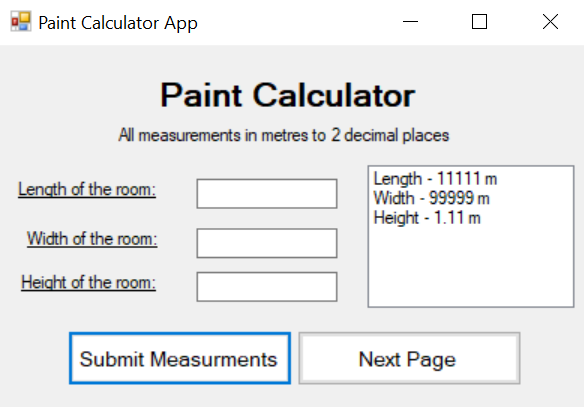 Paint Calculator App
Paint Calculator
All measurements in metres to 2 decimal places
Length of the room:
Width of the room:
Height of the room:
Length - 11111 m
Width - 99999 m
Height - 1.11 m
Submit Measurments
Next Page